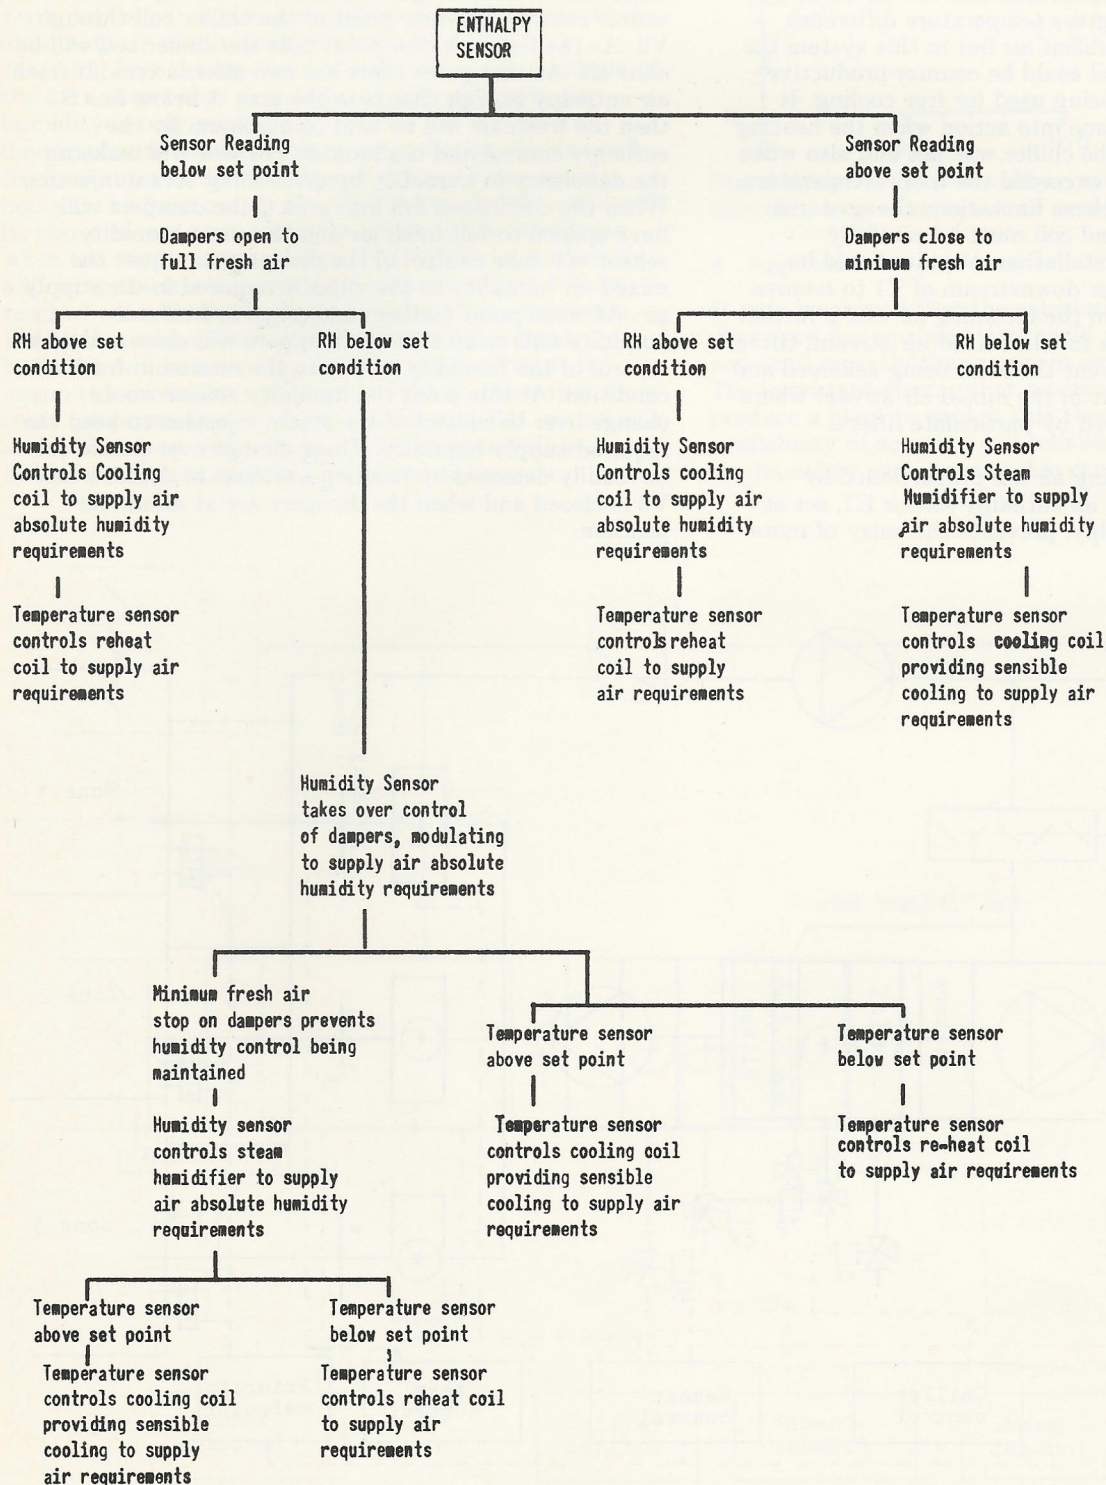 ENTHALPY
SENSOR
Sensor Reading
below set point
Sensor Reading
above set point
Dampers open to
full fresh air
Dampers close to
minimum fresh air
RH above set
condition
RH below set
condition
RH above set
condition
RH below set
condition
Humidity Sensor
Controls Cooling
coil to supply air
absolute humidity
requirements
Humidity Sensor
Controls cooling
coil to supply air
absolute humidity
requirements
Humidity Sensor
Controls Steam
Humidifier to supply
air absolute humidity
requirements
Temperature sensor
controls reheat
coil to supply air
requirements
Temperature sensor
controls reheat
coil to supply
air requirements
Temperature sensor
controls cooling coil
providing sensible
cooling to supply air
requirements
Humidity Sensor
takes over control
of dampers, modulating
to supply air absolute
humidity requirements
Minimum fresh air
stop on dampers prevents
humidity control being
maintained
Temperature sensor
above set point
Temperature sensor
below set point
Humidity sensor
controls steam
humidifier to supply
air absolute humidity
requirements
Temperature sensor
controls cooling coil
providing sensible
cooling to supply air
requirements
Temperature sensor
controls re-heat coil
to supply air requirements
Temperature sensor
above set point
Temperature sensor
below set point
Temperature sensor
controls cooling coil
providing sensible
cooling to supply
air requirements
Temperature sensor
controls reheat coil
to supply air
requirements